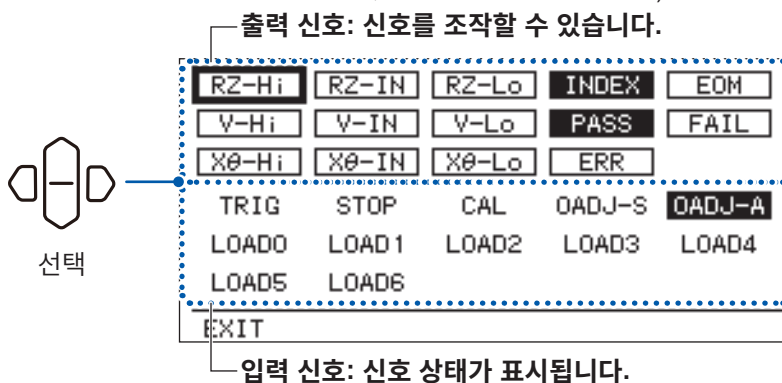 출력 신호: 신호를 조작할 수 있습니다.
RZ-Hi RZ-IN RZ-Lo INDEX EOM
V-Hi V-IN V-Lo PASS FAIL
Xθ-Hi Xθ-IN Xθ-Lo ERR
TRIG STOP CAL OADJ-S OADJ-A
선택
LOAD0 LOAD1 LOAD2 LOAD3 LOAD4
LOAD5 LOAD6
EXIT
입력 신호: 신호 상태가 표시됩니다.